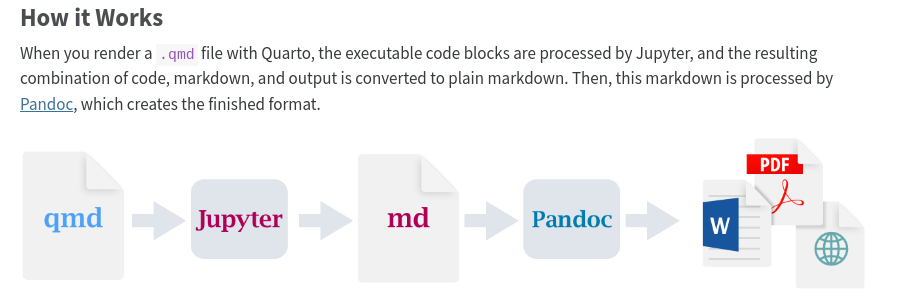 How it Works
When you render a .qmd file with Quarto, the executable code blocks are processed by Jupyter, and the resulting
combination of code, markdown, and output is converted to plain markdown. Then, this markdown is processed by
Pandoc, which creates the finished format.
qmd
Jupyter
md
Pandoc
PDF
W